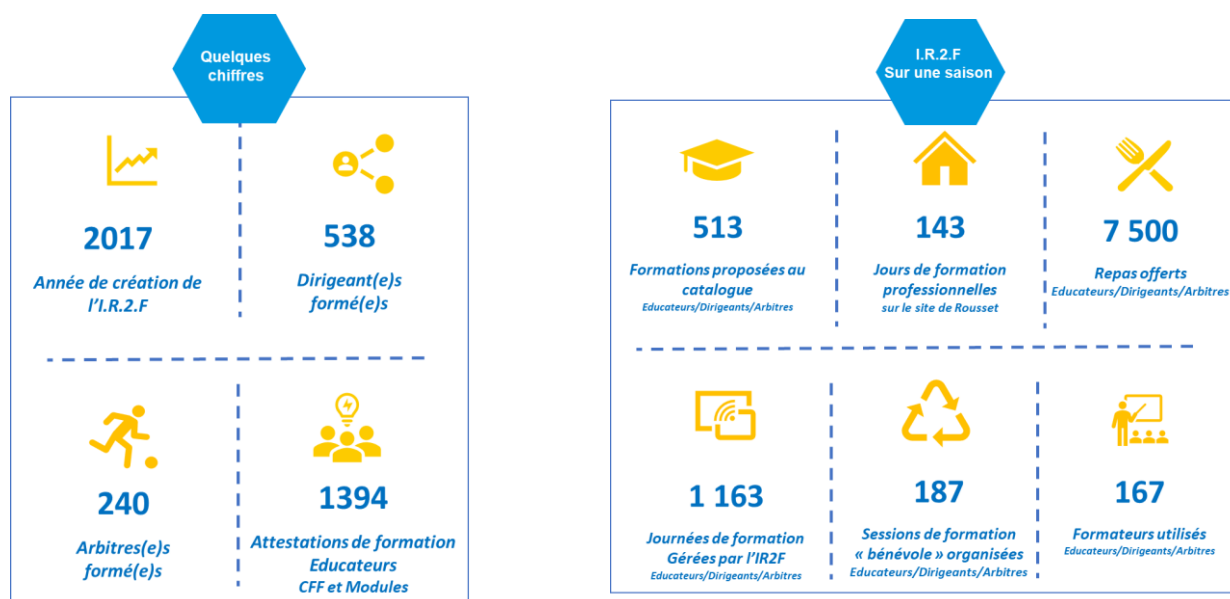 Quelques
chiffres
2017
Année de création de
l'I.R.2.F
538
Dirigeant(e)s
formé(e)s
240
Arbitres(e)s
formé(e)s
1394
Attestations de formation
Educateurs
CFF et Modules
I.R.2.F
Sur une saison
513
Formations proposées au
catalogue
Educateurs/Dirigeants/Arbitres
143
Jours de formation
professionnelles
sur le site de Rousset
7 500
Repas offerts
Educateurs/Dirigeants/Arbitres
1 163
Journées de formation
Gérées par l'IR2F
Educateurs/Dirigeants/Arbitres
187
Sessions de formation
« bénévole » organisées
Educateurs/Dirigeants/Arbitres
167
Formateurs utilisés
Educateurs/Dirigeants/Arbitres